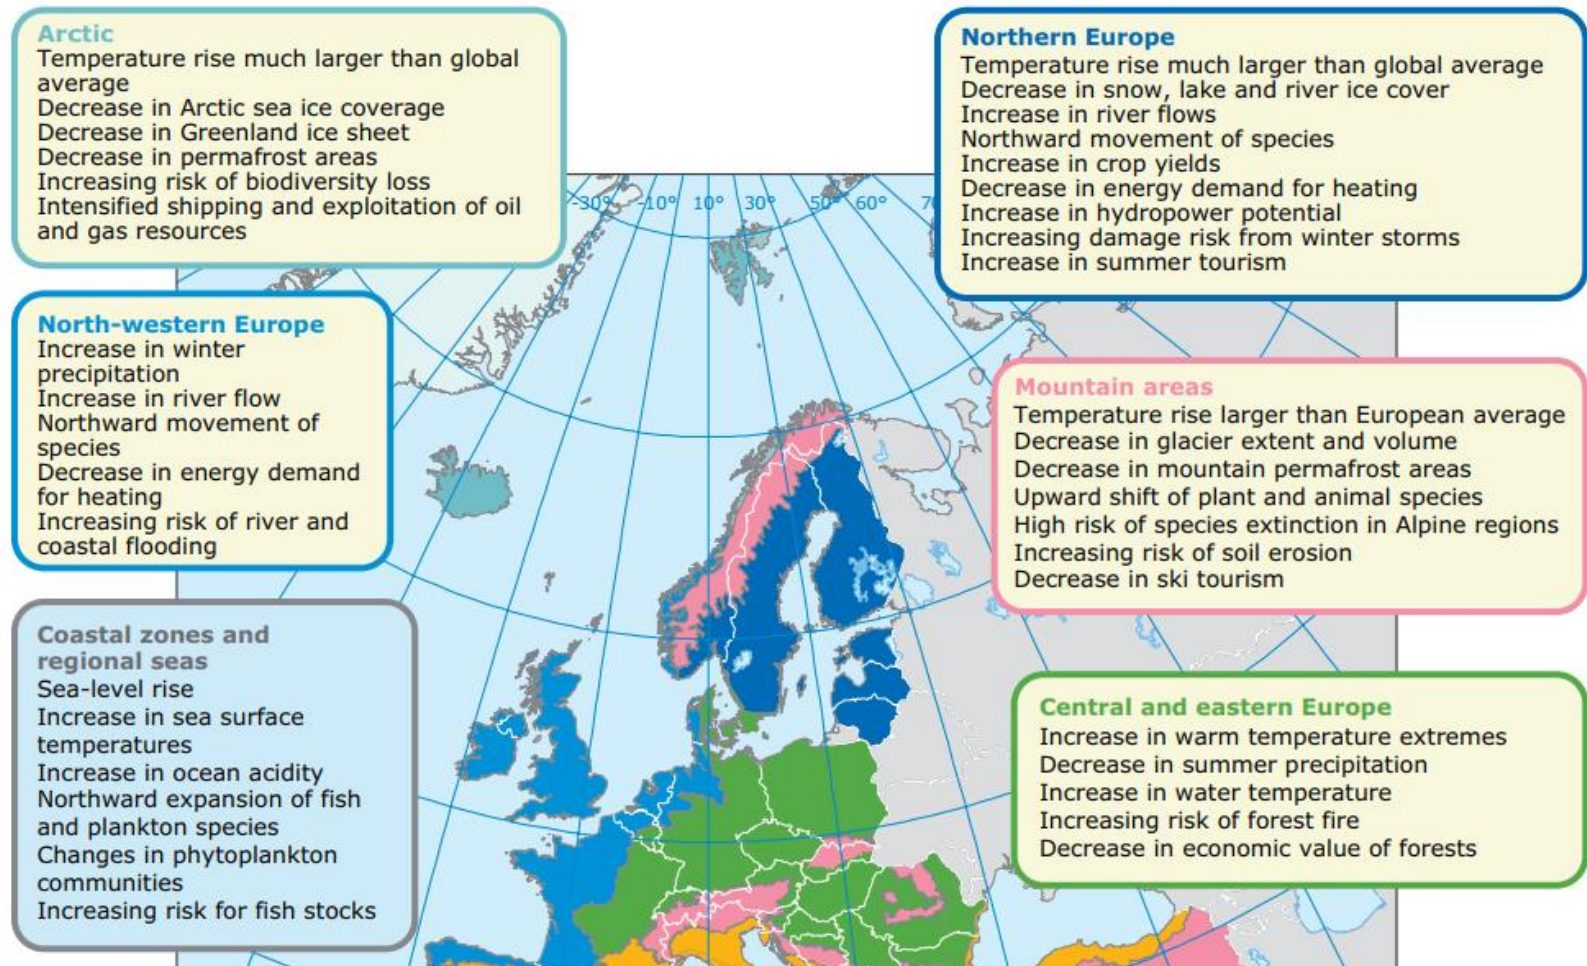 Arctic
Temperature rise much larger than global
average
Decrease in Arctic sea ice coverage
Decrease in Greenland ice sheet
Decrease in permafrost areas
Increasing risk of biodiversity loss
Intensified shipping and exploitation of oil
and gas resources
Northern Europe
Temperature rise much larger than global average
Decrease in snow, lake and river ice cover
Increase in river flows
Northward movement of species
Increase in crop yields
Decrease in energy demand for heating
Increase in hydropower potential
Increasing damage risk from winter storms
Increase in summer tourism
-30° -10° 10° 30° 50° 60°
North-western Europe
Increase in winter
precipitation
Increase in river flow
Northward movement of
species
Decrease in energy demand
for heating
Increasing risk of river and
coastal flooding
Mountain areas
Temperature rise larger than European average
Decrease in glacier extent and volume
Decrease in mountain permafrost areas
Upward shift of plant and animal species
High risk of species extinction in Alpine regions
Increasing risk of soil erosion
Decrease in ski tourism
Coastal zones and
regional seas
Sea-level rise
Increase in sea surface
temperatures
Increase in ocean acidity
Northward expansion of fish
and plankton species
Changes in phytoplankton
communities
Increasing risk for fish stocks
Central and eastern Europe
Increase in warm temperature extremes
Decrease in summer precipitation
Increase in water temperature
Increasing risk of forest fire
Decrease in economic value of forests